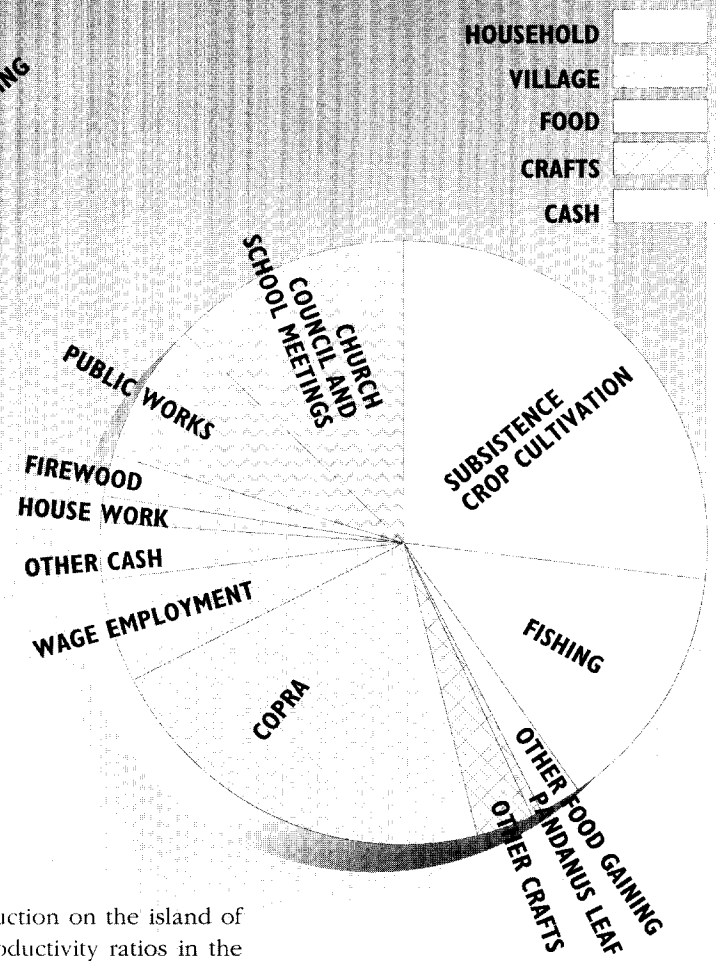 HOUSEHOLD
VILLAGE
FOOD
CRAFTS
CASH
CHURCH
COUNCIL AND
SCHOOL MEETINGS
PUBLIC WORKS
FIREWOOD
HOUSE WORK
OTHER CASH
WAGE EMPLOYMENT
COPRA
SUBSISTENCE
CROP CULTIVATION
FISHING
OTHER FOOD GAINING
PANDANUS LEAF
OTHER CRAFTS
uction on the island of
oductivity ratios in the